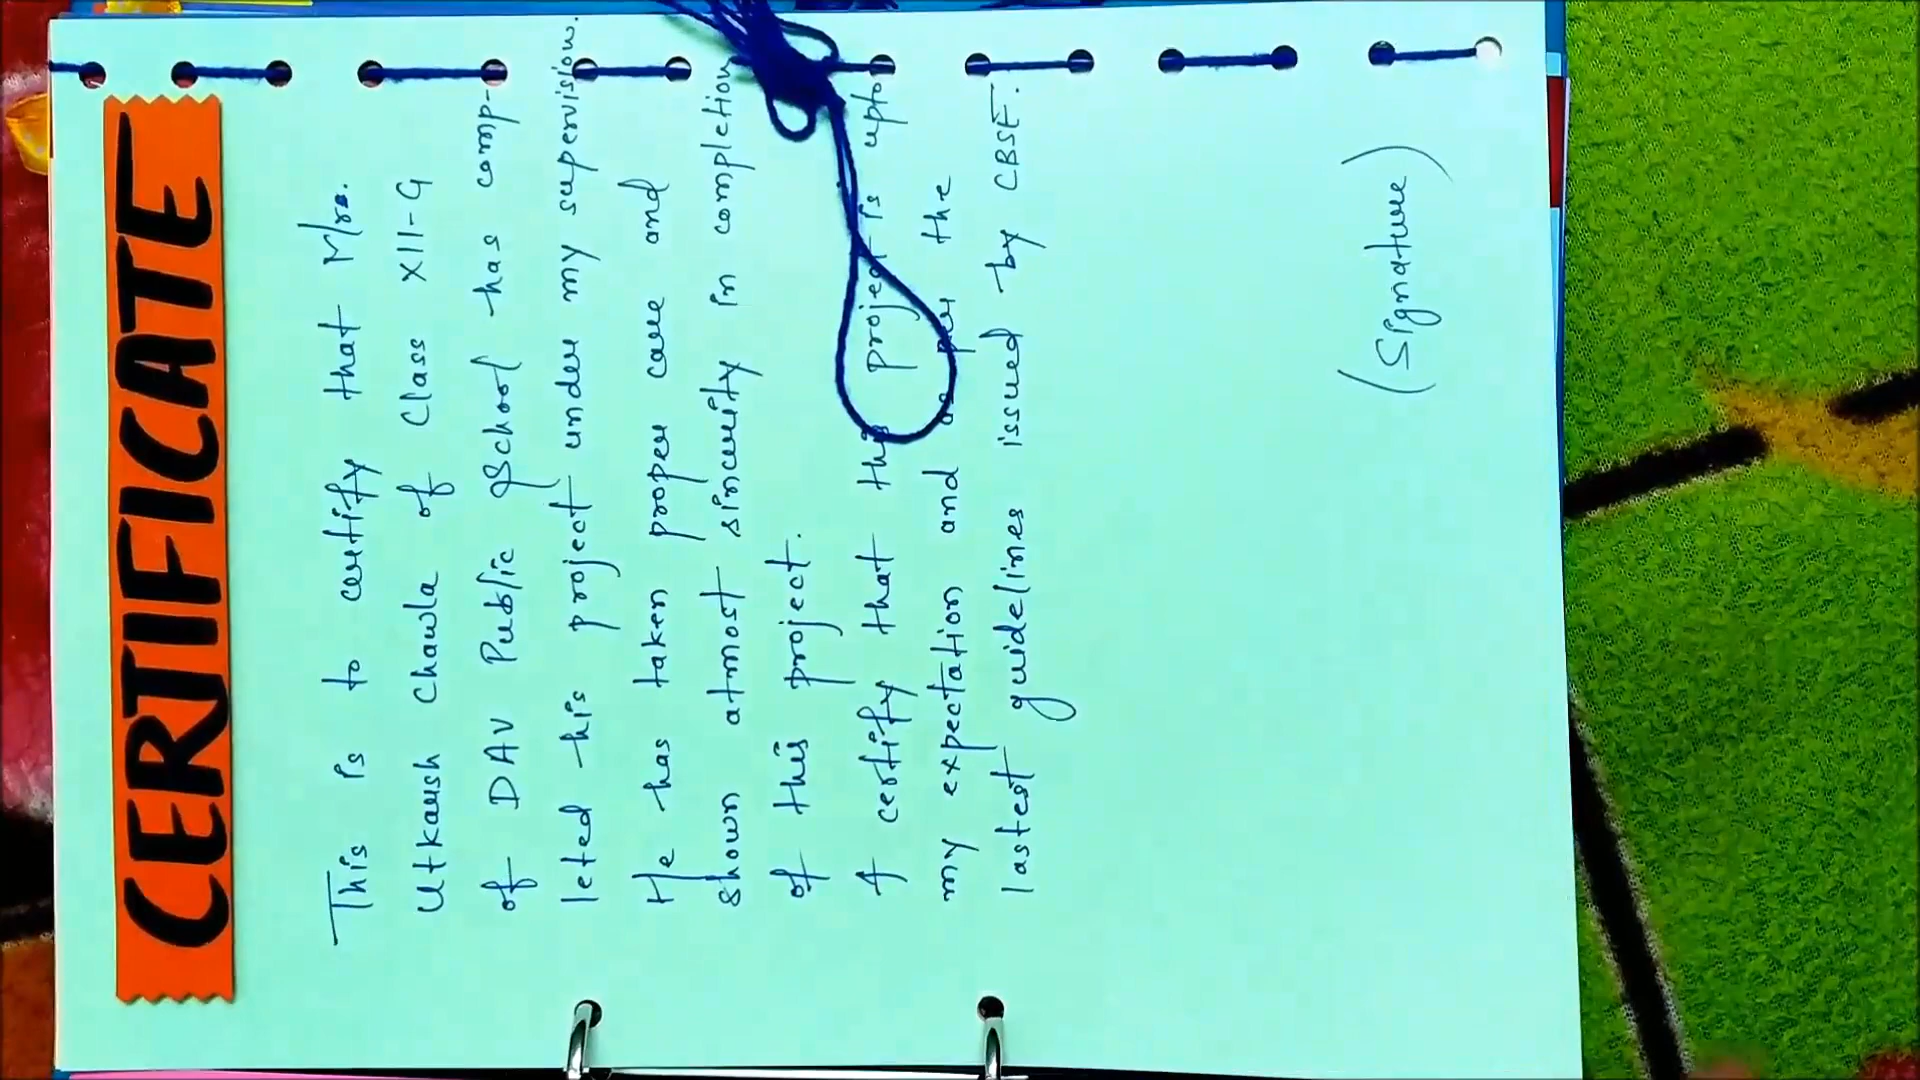 CERTIFICATE
This is to certify that Mr.
Utkarsh Chawla of Class XII-G
of DAV Public School has comp-
leted his project under my supervision.
He has taken proper care and
shown atmost sincerity in completion
of this project.
I certify that this project is upto
my expectation and as per the
lastest guidelines issued by CBSE.
(Signature)